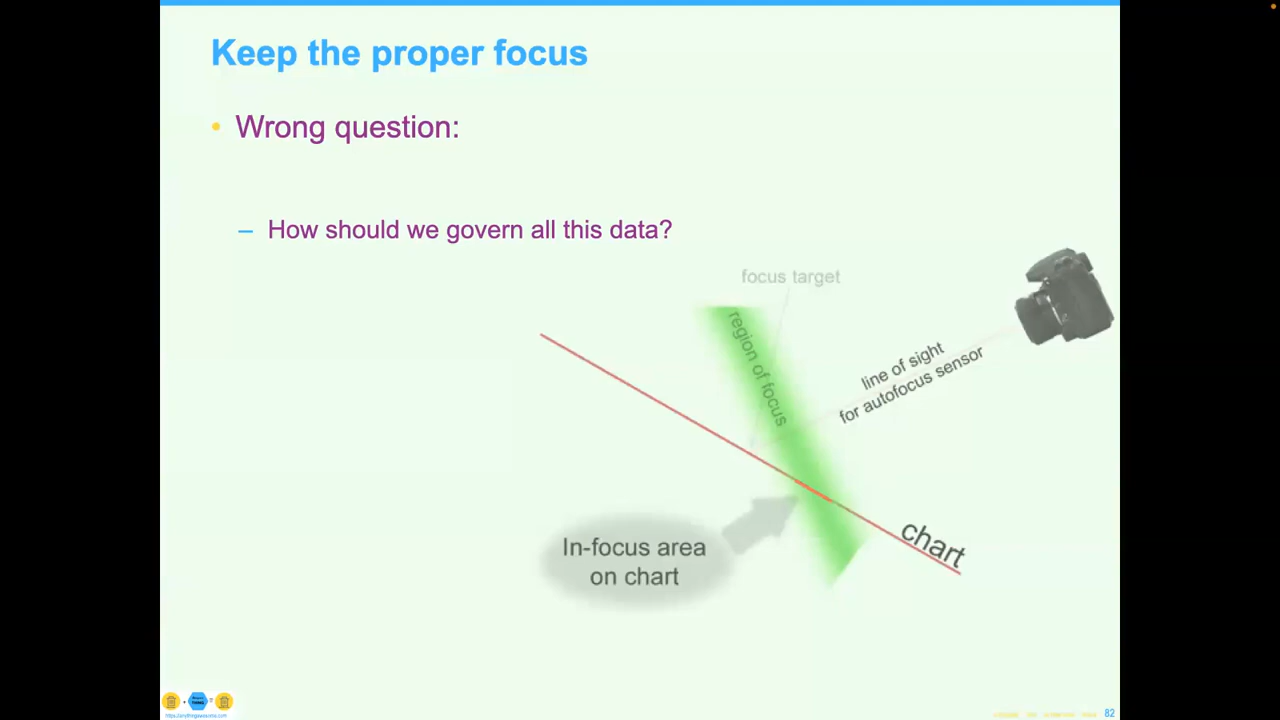 Keep the proper focus
• Wrong question:
– How should we govern all this data?
focus target
region of focus
line of sight
for autofocus sensor
chart
In-focus area
on chart
82